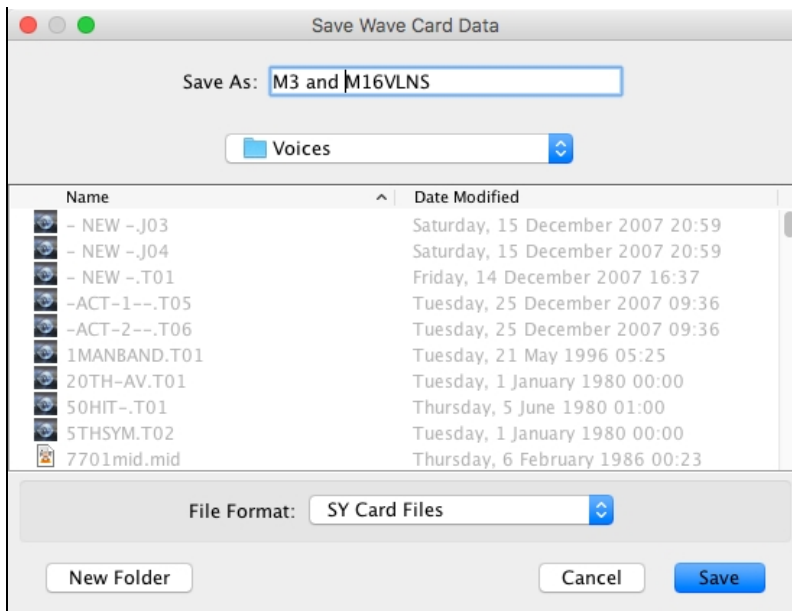 Save Wave Card Data
Save As: M3 and M16VLNS
Voices
Name Date Modified
- NEW -.J03 Saturday, 15 December 2007 20:59
- NEW -.J04 Saturday, 15 December 2007 20:59
- NEW -.T01 Friday, 14 December 2007 16:37
-ACT-1--.T05 Tuesday, 25 December 2007 09:36
-ACT-2--.T06 Tuesday, 25 December 2007 09:36
1MANBAND.T01 Tuesday, 21 May 1996 05:25
20TH-AV.T01 Tuesday, 1 January 1980 00:00
50HIT-.T01 Thursday, 5 June 1980 01:00
5THSYM.T02 Tuesday, 1 January 1980 00:00
7701mid.mid Thursday, 6 February 1986 00:23
File Format: SY Card Files
New Folder Cancel Save